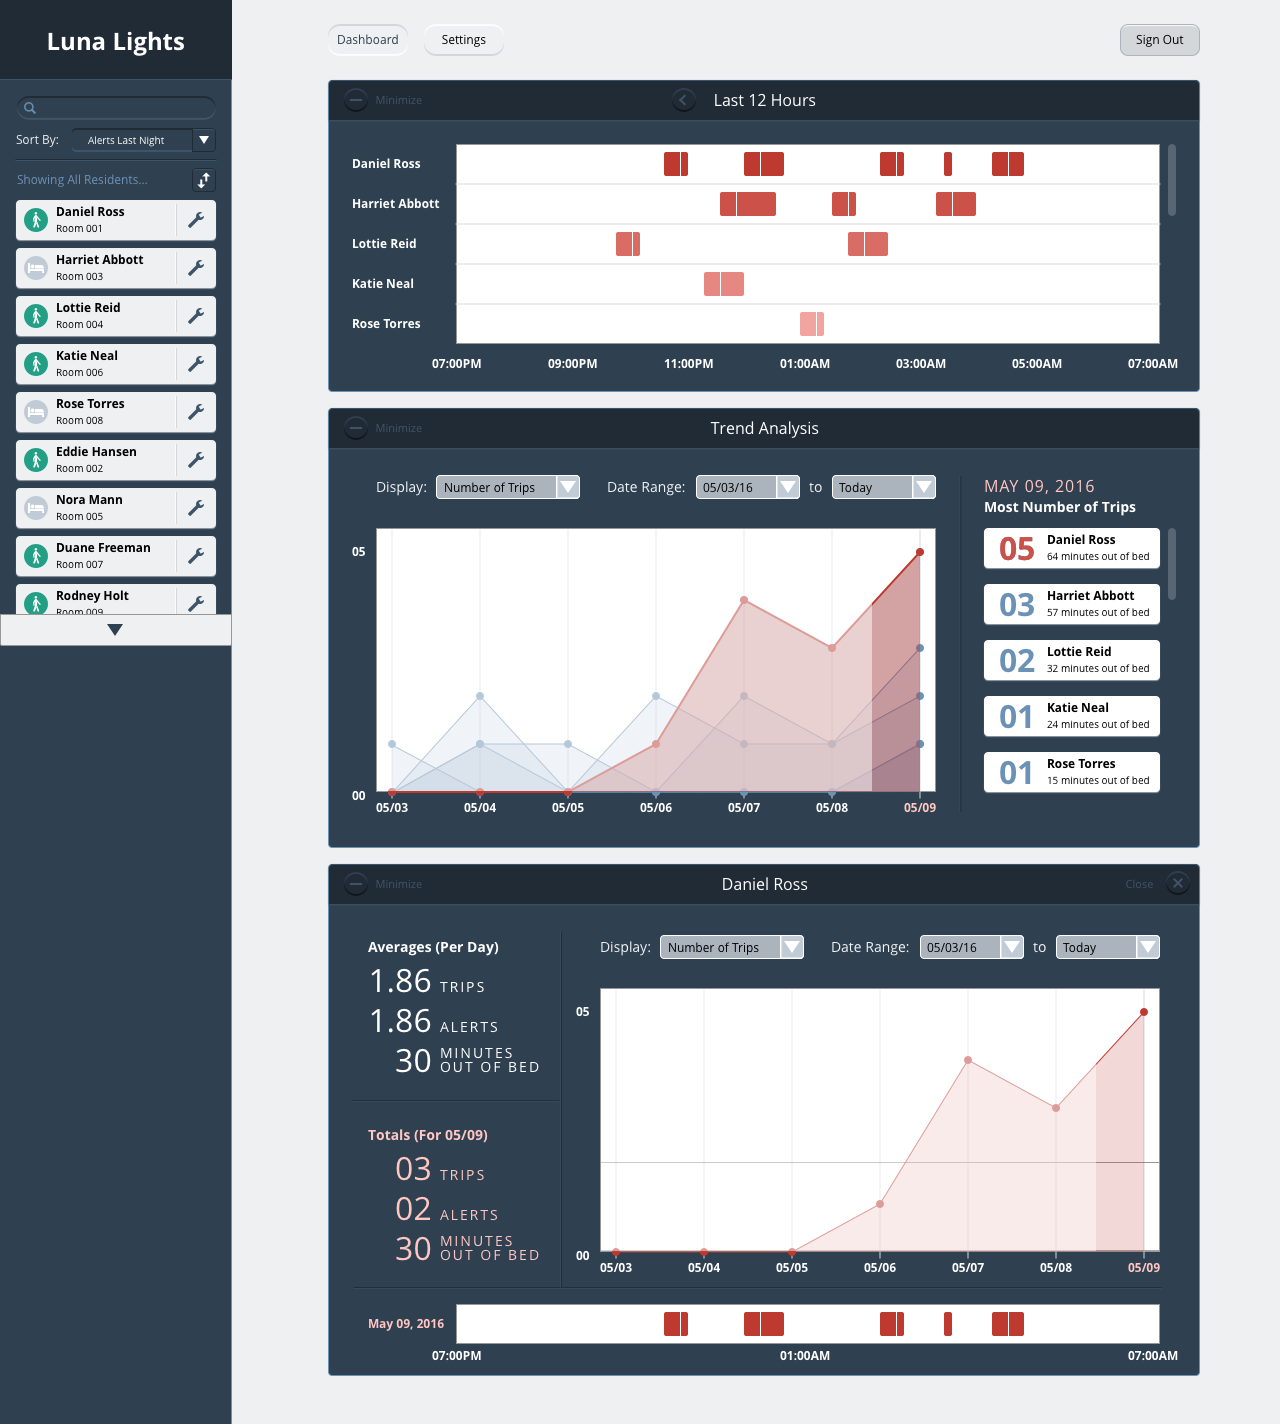 Luna Lights
Sort By: Alerts Last Night
Showing All Residents...
Daniel Ross
Room 001
Harriet Abbott
Room 003
Lottie Reid
Room 004
Katie Neal
Room 006
Rose Torres
Room 008
Eddie Hansen
Room 002
Nora Mann
Room 005
Duane Freeman
Room 007
Rodney Holt
Room 009
Dashboard Settings Sign Out
Minimize Last 12 Hours
Daniel Ross
Harriet Abbott
Lottie Reid
Katie Neal
Rose Torres
07:00PM 09:00PM 11:00PM 01:00AM 03:00AM 05:00AM 07:00AM
Minimize Trend Analysis
Display: Number of Trips Date Range: 05/03/16 to Today
05
00
05/03 05/04 05/05 05/06 05/07 05/08 05/09
MAY 09, 2016
Most Number of Trips
05 Daniel Ross
64 minutes out of bed
03 Harriet Abbott
57 minutes out of bed
02 Lottie Reid
32 minutes out of bed
01 Katie Neal
24 minutes out of bed
01 Rose Torres
15 minutes out of bed
Minimize Daniel Ross Close
Averages (Per Day)
1.86 TRIPS
1.86 ALERTS
30 MINUTES
OUT OF BED
Totals (For 05/09)
03 TRIPS
02 ALERTS
30 MINUTES
OUT OF BED
Display: Number of Trips Date Range: 05/03/16 to Today
05
00
05/03 05/04 05/05 05/06 05/07 05/08 05/09
May 09, 2016
07:00PM 01:00AM 07:00AM